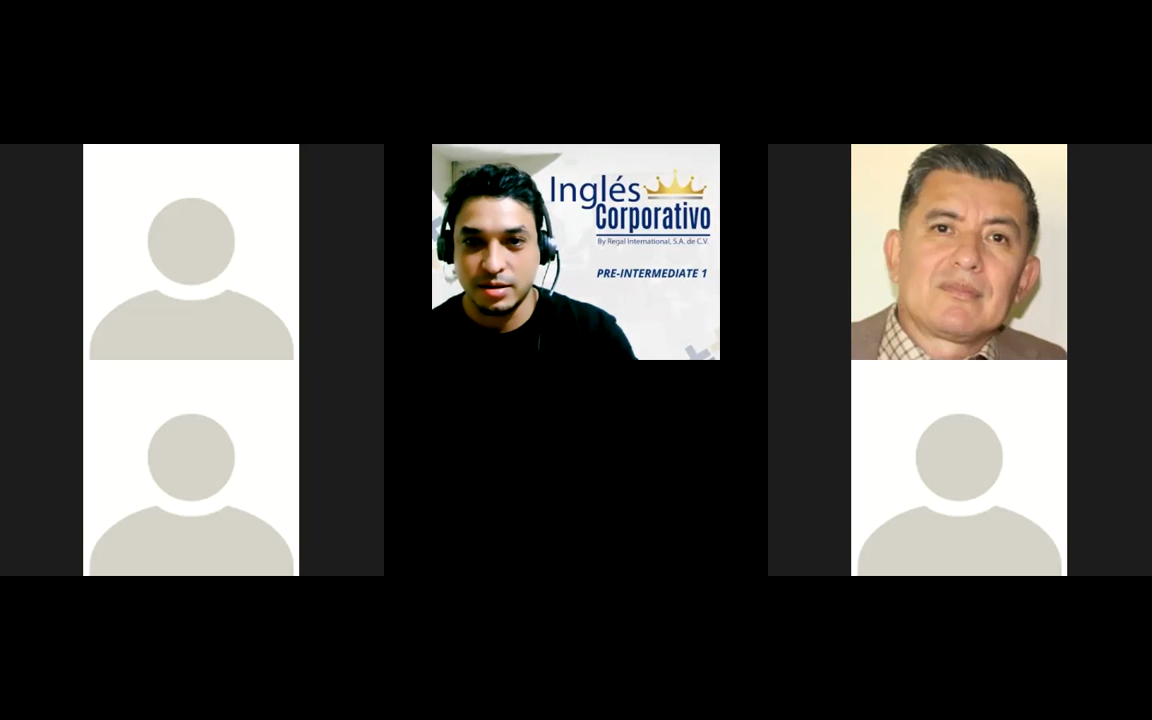 Inglés
Corporativo
By Regal International, S.A. de C.V.
PRE-INTERMEDIATE 1